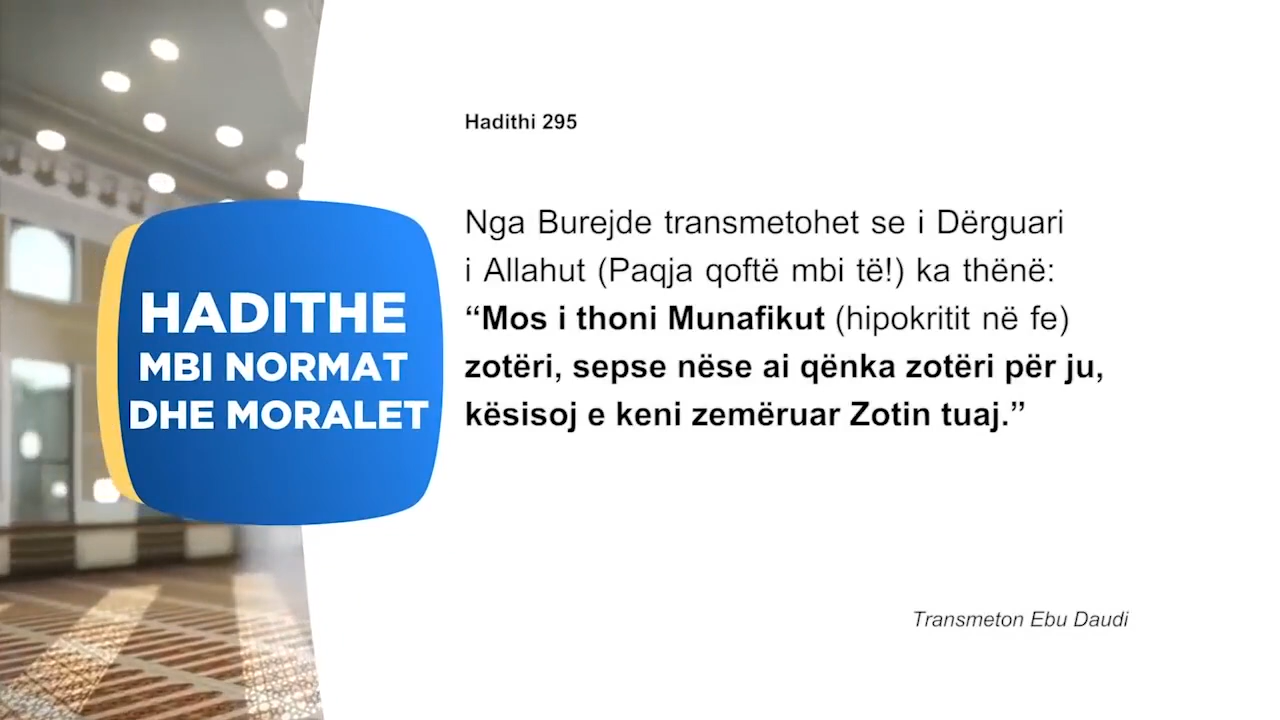 HADITHE
MBI NORMAT
DHE MORALET
Hadithi 295
Nga Burejde transmetohet se i Dërguari
i Allahut (Paqja qoftë mbi të!) ka thënë:
“Mos i thoni Munafikut (hipokritit në fe)
zotëri, sepse nëse ai qënka zotëri për ju,
kësisoj e keni zemëruar Zotin tuaj.”
Transmeton Ebu Daudi